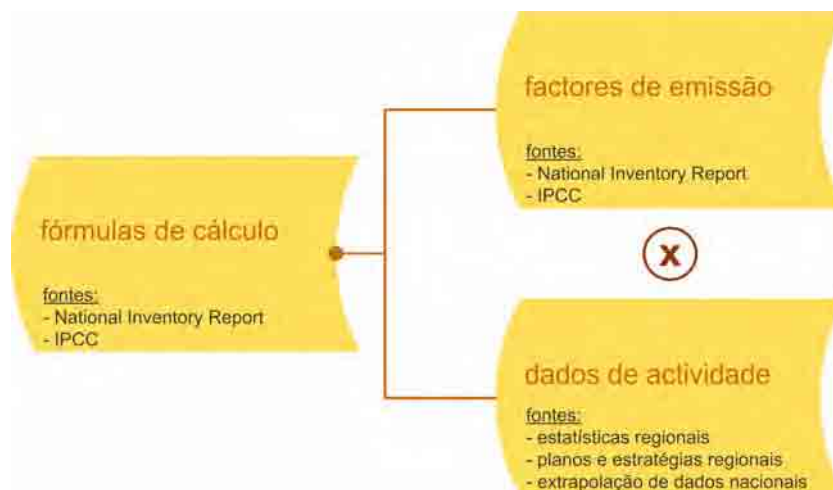 factores de emissão
fontes:
- National Inventory Report
- IPCC
fórmulas de cálculo
fontes:
- National Inventory Report
- IPCC
x
dados de actividade
fontes:
- estatísticas regionais
- planos e estratégias regionais
- extrapolação de dados nacionais